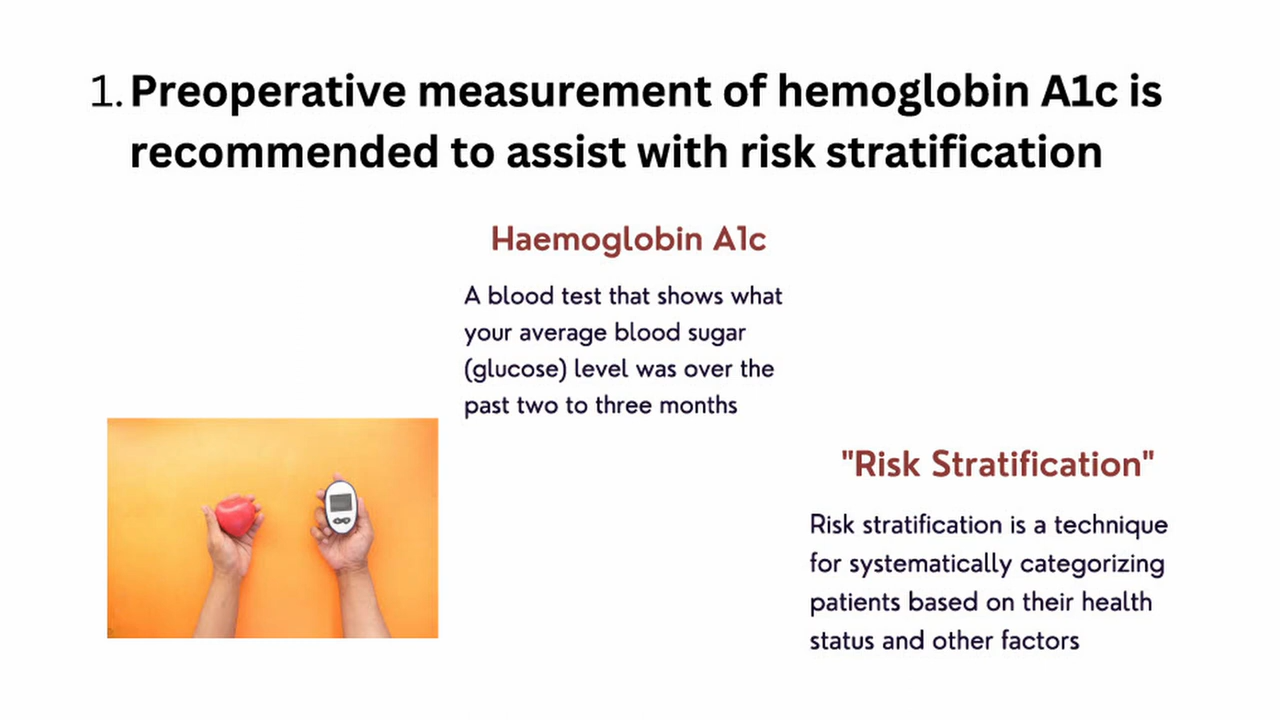 1. Preoperative measurement of hemoglobin A1c is
recommended to assist with risk stratification
Haemoglobin A1c
A blood test that shows what
your average blood sugar
(glucose) level was over the
past two to three months
"Risk Stratification"
Risk stratification is a technique
for systematically categorizing
patients based on their health
status and other factors